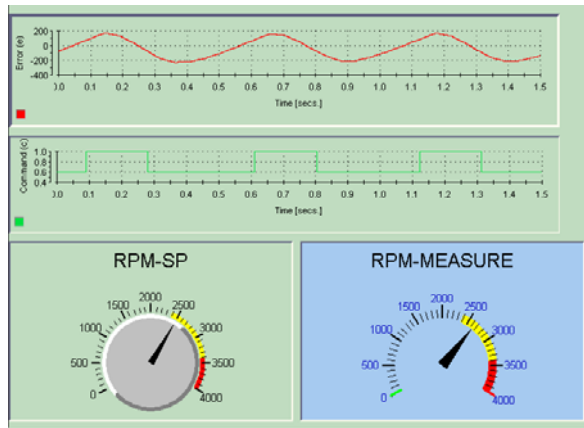 Error (e)
200
0
-200
-400
0.0 0.1 0.2 0.3 0.4 0.5 0.6 0.7 0.8 0.9 1.0 1.1 1.2 1.3 1.4 1.5
Time [secs.]
Command (c)
1.0
0.8
0.6
0.4
0.0 0.1 0.2 0.3 0.4 0.5 0.6 0.7 0.8 0.9 1.0 1.1 1.2 1.3 1.4 1.5
Time [secs.]
RPM-SP
0 500 1000 1500 2000 2500 3000 3500 4000
RPM-MEASURE
0 500 1000 1500 2000 2500 3000 3500 4000